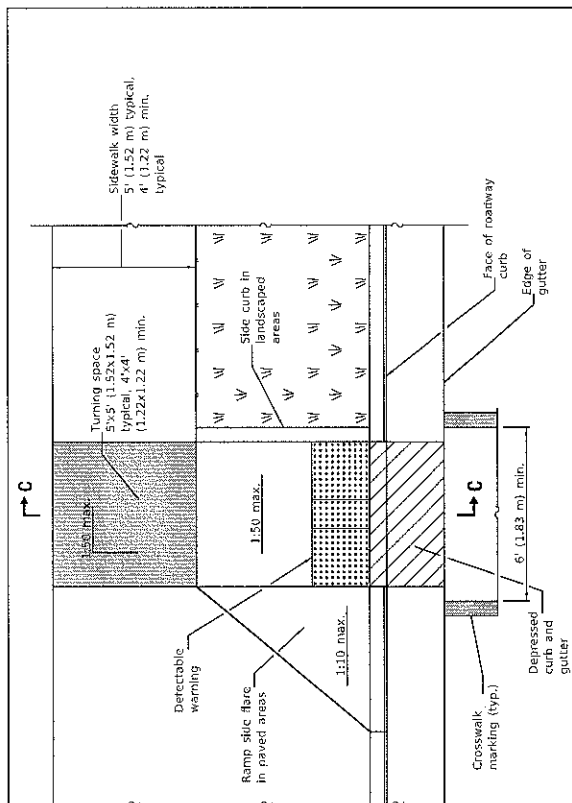 Sidewalk width
5' (1.52 m) typical,
4' (1.22 m) min.
typical
Turning space
5'x5' (1.52x1.52 m)
typical, 4"x4'
(1.22x1.22 m) min.
C
1:50 max.
Side curb in
landscaped
areas
1:50 max.
Detectable
warning
Ramp side flare
in paved areas
1:10 max.
Face of roadway
curb
Edge of
gutter
C
6' (1.83 m) min.
Depressed
curb and
gutter
Crosswalk
marking (typ.)